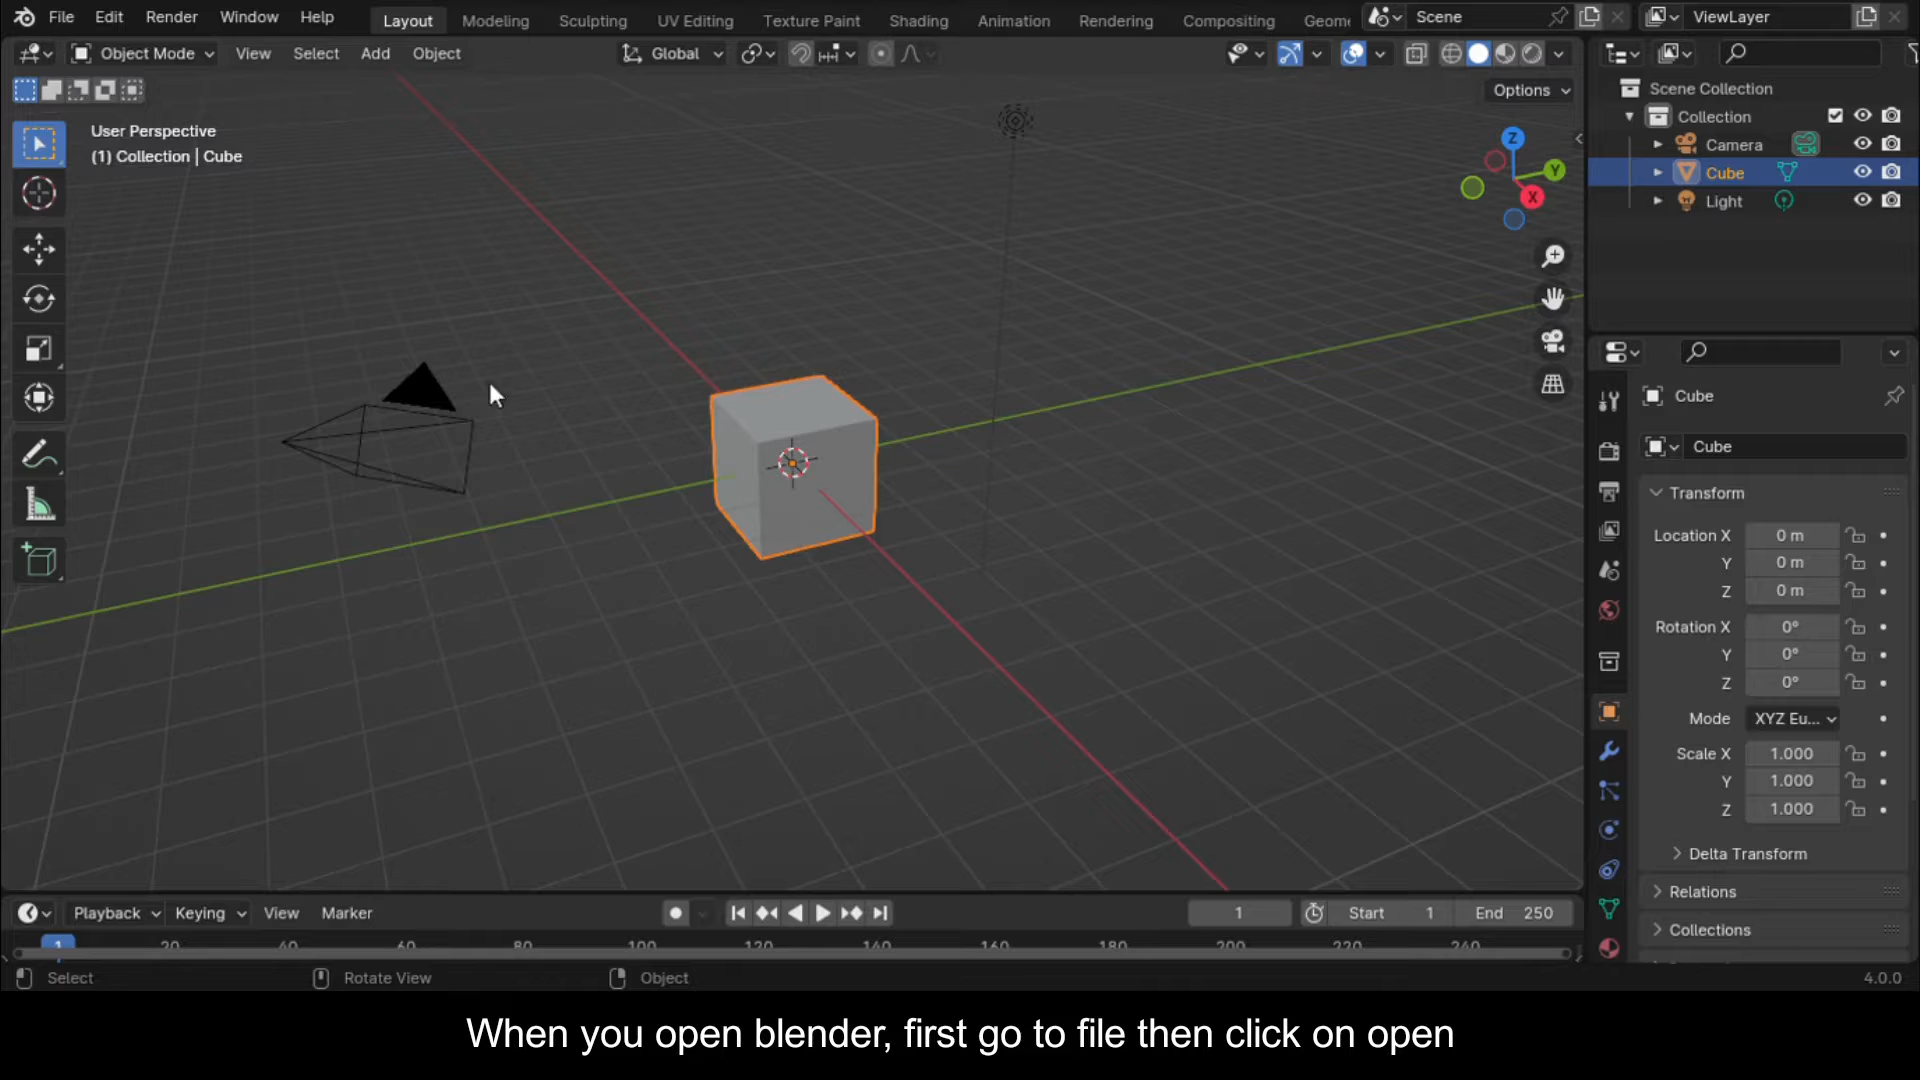 File Edit Render Window Help Layout Modeling Sculpting UV Editing Texture Paint Shading Animation Rendering Compositing Geome Scene ViewLayer
Object Mode View Select Add Object Global
Options
User Perspective
(1) Collection | Cube
Z
Y
X
Scene Collection
Collection
Camera
Cube
Light
Cube
Cube
Transform
Location X 0 m
Y 0 m
Z 0 m
Rotation X 0°
Y 0°
Z 0°
Mode XYZ Eu...
Scale X 1.000
Y 1.000
Z 1.000
Delta Transform
Relations
Collections
Playback Keying View Marker 1 Start 1 End 250
1 20 40 60 80 100 120 140 160 180 200 220 240
Select Rotate View Object 4.0.0
When you open blender, first go to file then click on open